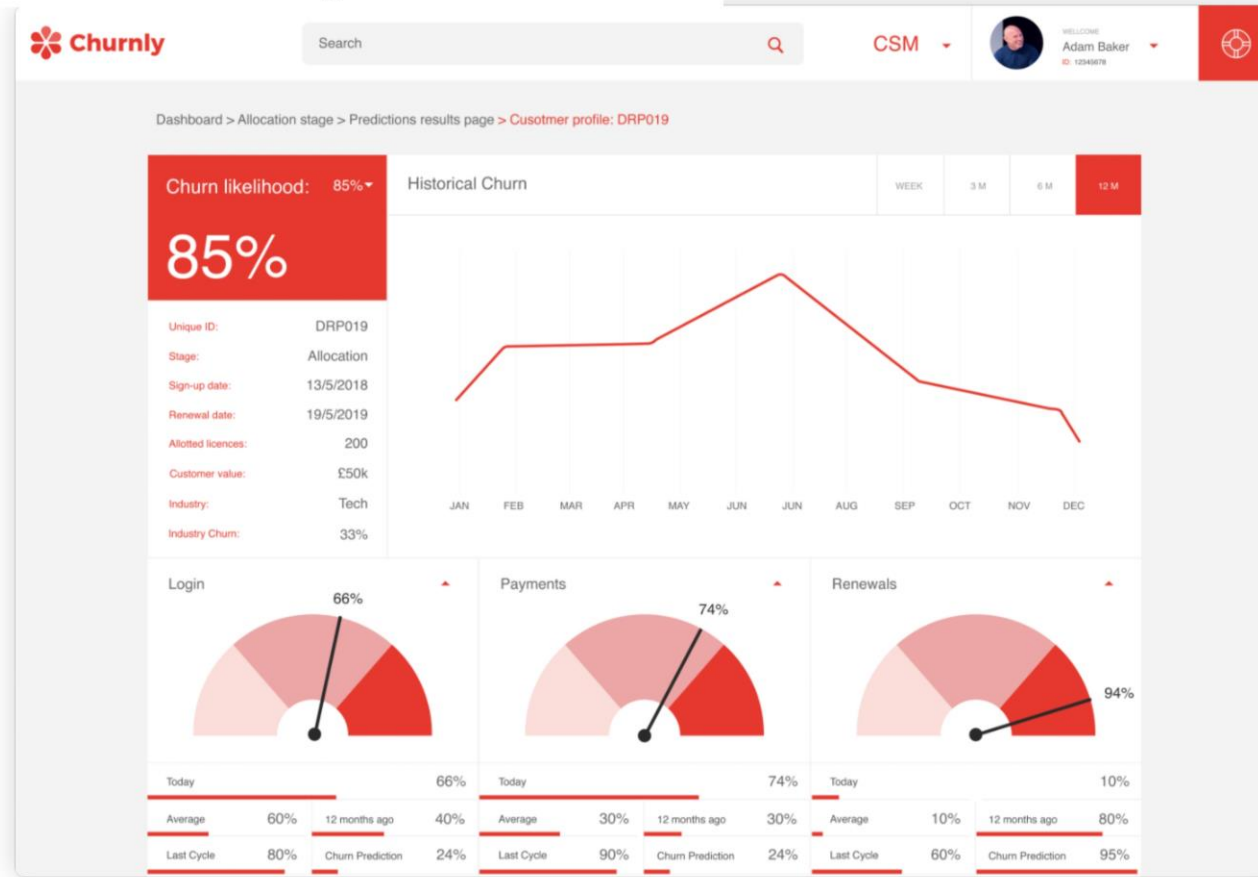 Churnly
Search
CSM
WELLCOME
Adam Baker
ID: 12345678
Dashboard > Allocation stage > Predictions results page > Cusotmer profile: DRP019
Churn likelihood: 85%
85%
Unique ID: DRP019
Stage: Allocation
Sign-up date: 13/5/2018
Renewal date: 19/5/2019
Allotted licences: 200
Customer value: £50k
Industry: Tech
Industry Churn: 33%
Historical Churn
WEEK 3 M 6 M 12 M
JAN FEB MAR APR MAY JUN JUN AUG SEP OCT NOV DEC
Login
66%
Today 66%
Average 60% 12 months ago 40%
Last Cycle 80% Churn Prediction 24%
Payments
74%
Today 74%
Average 30% 12 months ago 30%
Last Cycle 90% Churn Prediction 24%
Renewals
94%
Today 10%
Average 10% 12 months ago 80%
Last Cycle 60% Churn Prediction 95%